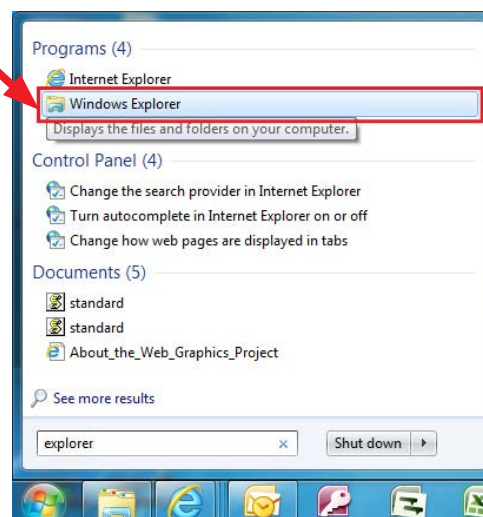 Programs (4)
Internet Explorer
Windows Explorer
Displays the files and folders on your computer.
Control Panel (4)
Change the search provider in Internet Explorer
Turn autocomplete in Internet Explorer on or off
Change how web pages are displayed in tabs
Documents (5)
standard
standard
About_the_Web_Graphics_Project
See more results
explorer
Shut down